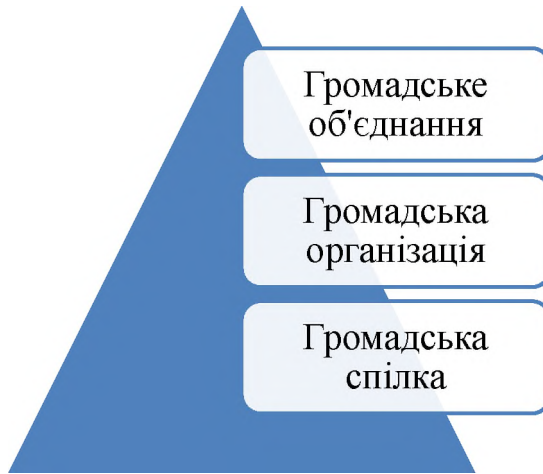 Громадське
об'єднання
Громадська
організація
Громадська
спілка